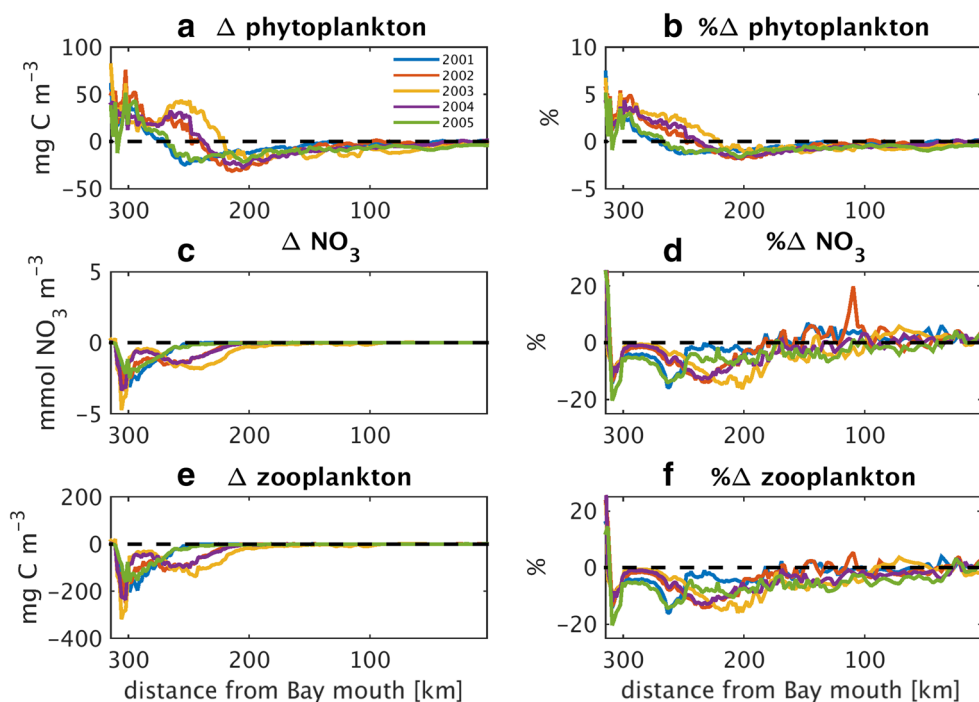 a Δ phytoplankton
b %Δ phytoplankton
100
50
0
−50
mg C m⁻³
2001
2002
2003
2004
2005
300 200 100
10
5
0
5
%
300 200 100
c Δ NO₃
d %Δ NO₃
5
0
−5
mmol NO₃ m⁻³
300 200 100
20
0
−20
%
300 200 100
e Δ zooplankton
f %Δ zooplankton
200
0
−200
−400
mg C m⁻³
300 200 100
distance from Bay mouth [km]
20
0
−20
%
300 200 100
distance from Bay mouth [km]